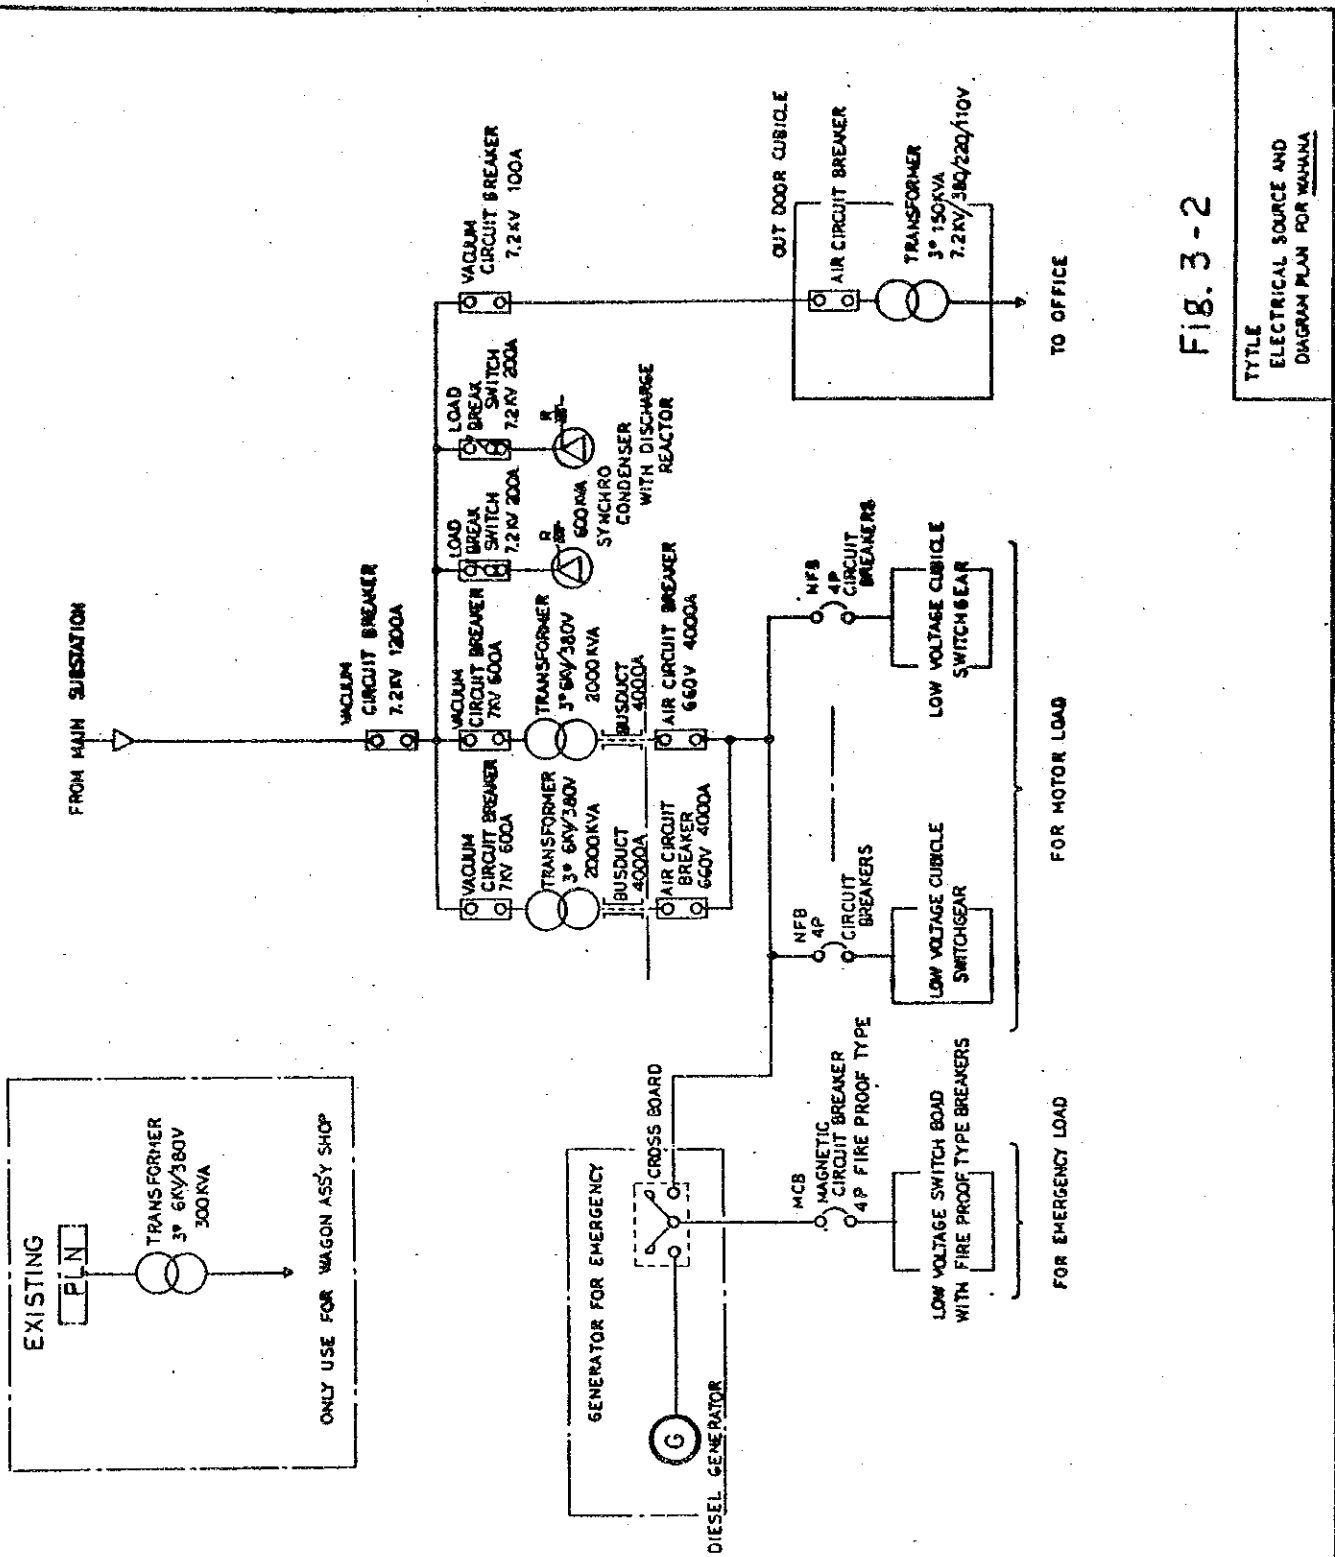 EXISTING
PLN
TRANSFORMER
3ᶲ 6KV/380V
300KVA
ONLY USE FOR WAGON ASS'Y SHOP
FROM MAIN SUBSTATION
VACUUM
CIRCUIT BREAKER
7.2KV 1200A
VACUUM
CIRCUIT BREAKER
7KV 600A
TRANSFORMER
3ᶲ 6KV/380V
2000KVA
BUSDUCT
4000A
AIR CIRCUIT
BREAKER
660V 4000A
VACUUM
CIRCUIT BREAKER
7KV 600A
TRANSFORMER
3ᶲ 6KV/380V
2000KVA
BUSDUCT
4000A
AIR CIRCUIT BREAKER
660V 4000A
LOAD
BREAK
SWITCH
7.2KV 200A
R
600KVA
SYNCHRO
CONDENSER
WITH DISCHARGE
REACTOR
LOAD
BREAK
SWITCH
7.2KV 200A
R
VACUUM
CIRCUIT BREAKER
7.2KV 100A
OUT DOOR CUBICLE
AIR CIRCUIT BREAKER
TRANSFORMER
3ᶲ 150KVA
7.2KV/380/220/110V
TO OFFICE
GENERATOR FOR EMERGENCY
CROSS BOARD
G
DIESEL GENERATOR
MCB
MAGNETIC
CIRCUIT BREAKER
4P FIRE PROOF TYPE
LOW VOLTAGE SWITCH BOAD
WITH FIRE PROOF TYPE BREAKERS
FOR EMERGENCY LOAD
NFB
4P
CIRCUIT
BREAKERS
LOW VOLTAGE CUBICLE
SWITCHGEAR
NFB
4P
CIRCUIT
BREAKERS
LOW VOLTAGE CUBICLE
SWITCHGEAR
FOR MOTOR LOAD
Fig. 3-2
TYTLE
ELECTRICAL SOURCE AND
DIAGRAM PLAN FOR WAHANA